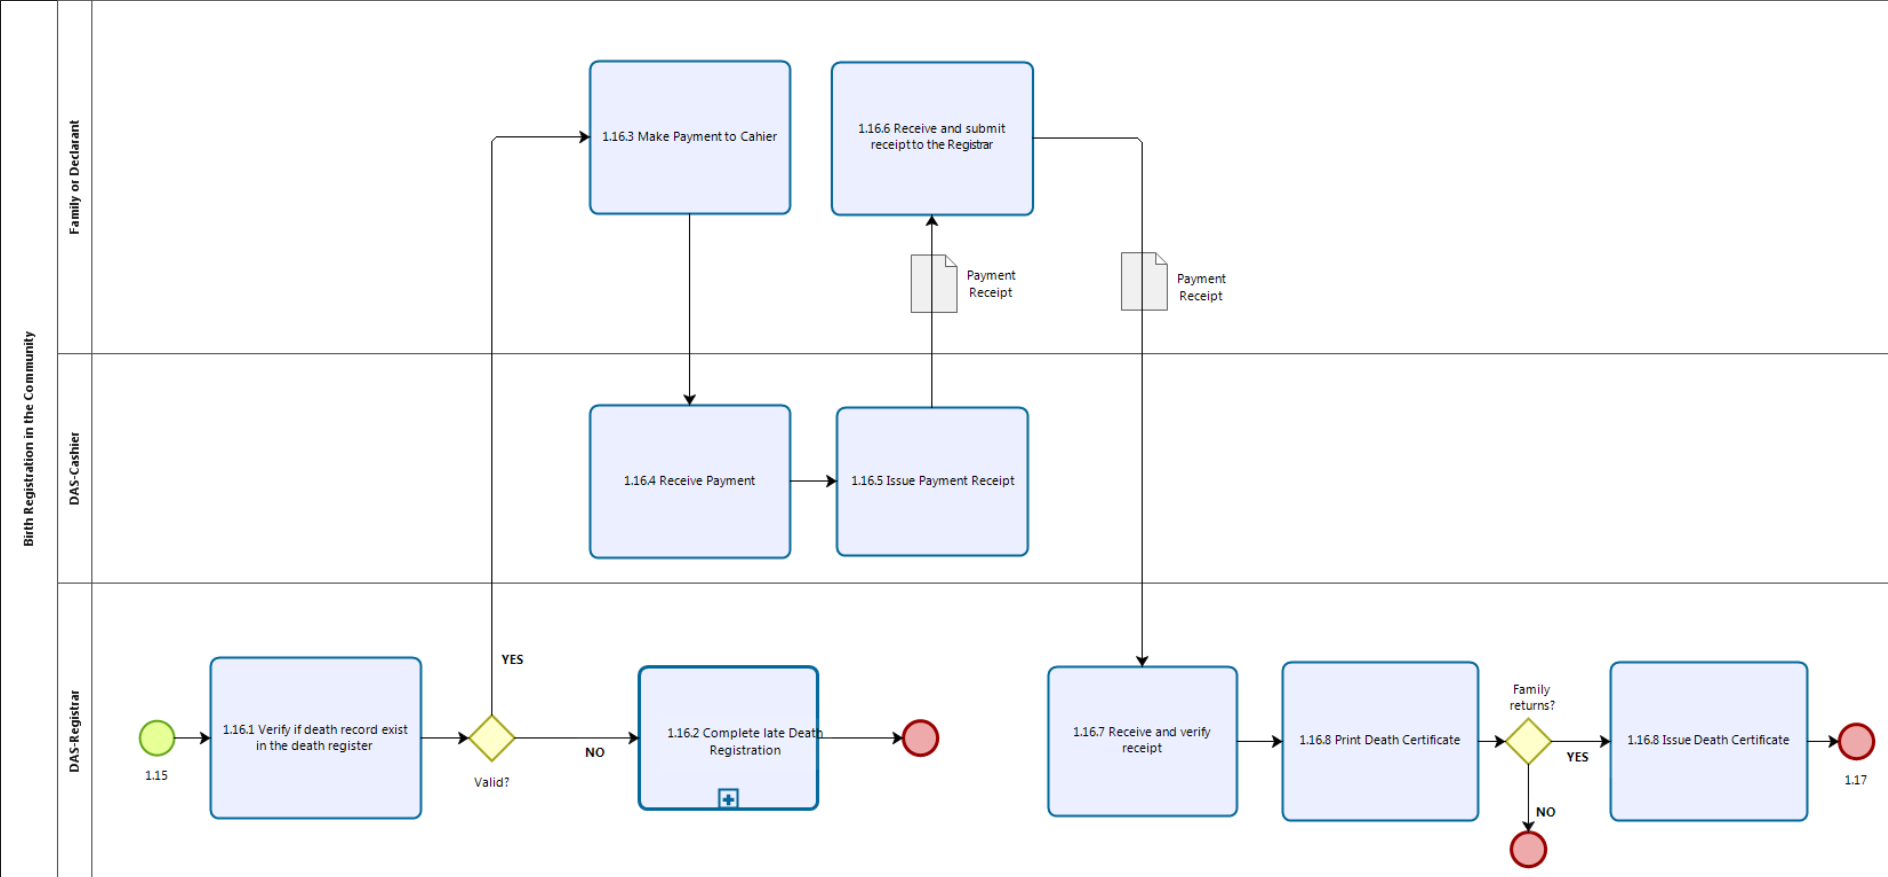 Birth Registration in the Community
Family or Declarant
1.16.3 Make Payment to Cahier
1.16.6 Receive and submit
receipt to the Registrar
Payment
Receipt
Payment
Receipt
DAS-Cashier
1.16.4 Receive Payment
1.16.5 Issue Payment Receipt
DAS-Registrar
1.15
1.16.1 Verify if death record exist
in the death register
YES
Valid?
NO
1.16.2 Complete late Death
Registration
1.16.7 Receive and verify
receipt
1.16.8 Print Death Certificate
Family
returns?
YES
NO
1.16.8 Issue Death Certificate
1.17